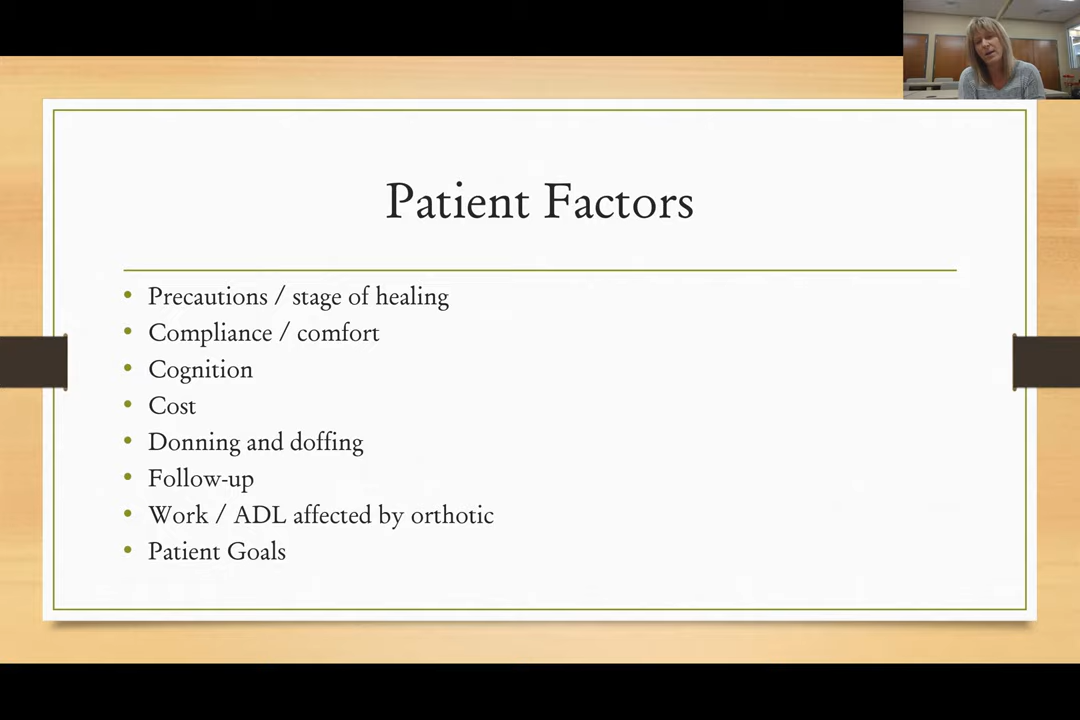 Patient Factors
Precautions / stage of healing
Compliance / comfort
Cognition
Cost
Donning and doffing
Follow-up
Work / ADL affected by orthotic
Patient Goals